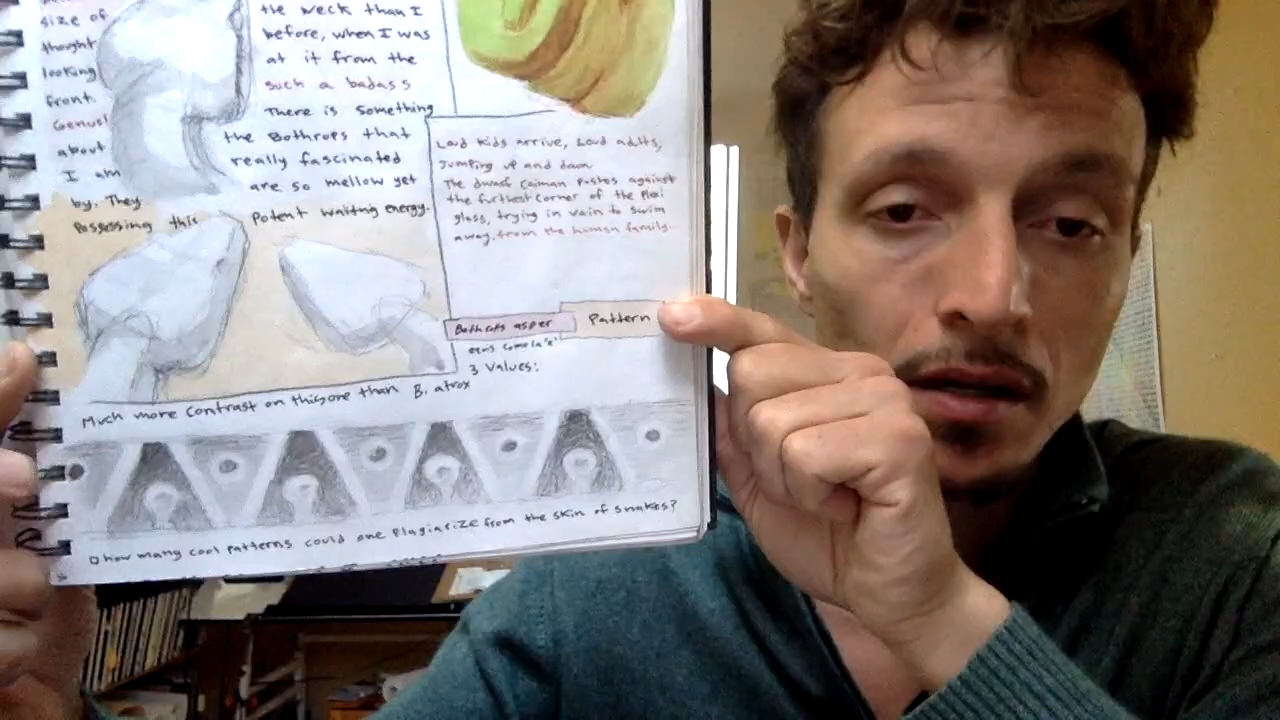 size of
thought
looking
front.
Genus!
about
I am
the neck than I
before, when I was
at it from the
such a badass
There is something
the Bothrops that
really fascinated
are so mellow yet
by. They
Possessing this potent waiting energy.
Loud kids arrive, Loud adults,
Jumping up and down
The dwarf Caiman pushes against
the furthest corner of the plexi
glass, trying in vain to swim
away, from the human family.
Bothrops asper Pattern
3 Values:
Much more contrast on this one than B. atrox
How many cool patterns could one plagiarize from the skin of snakes?